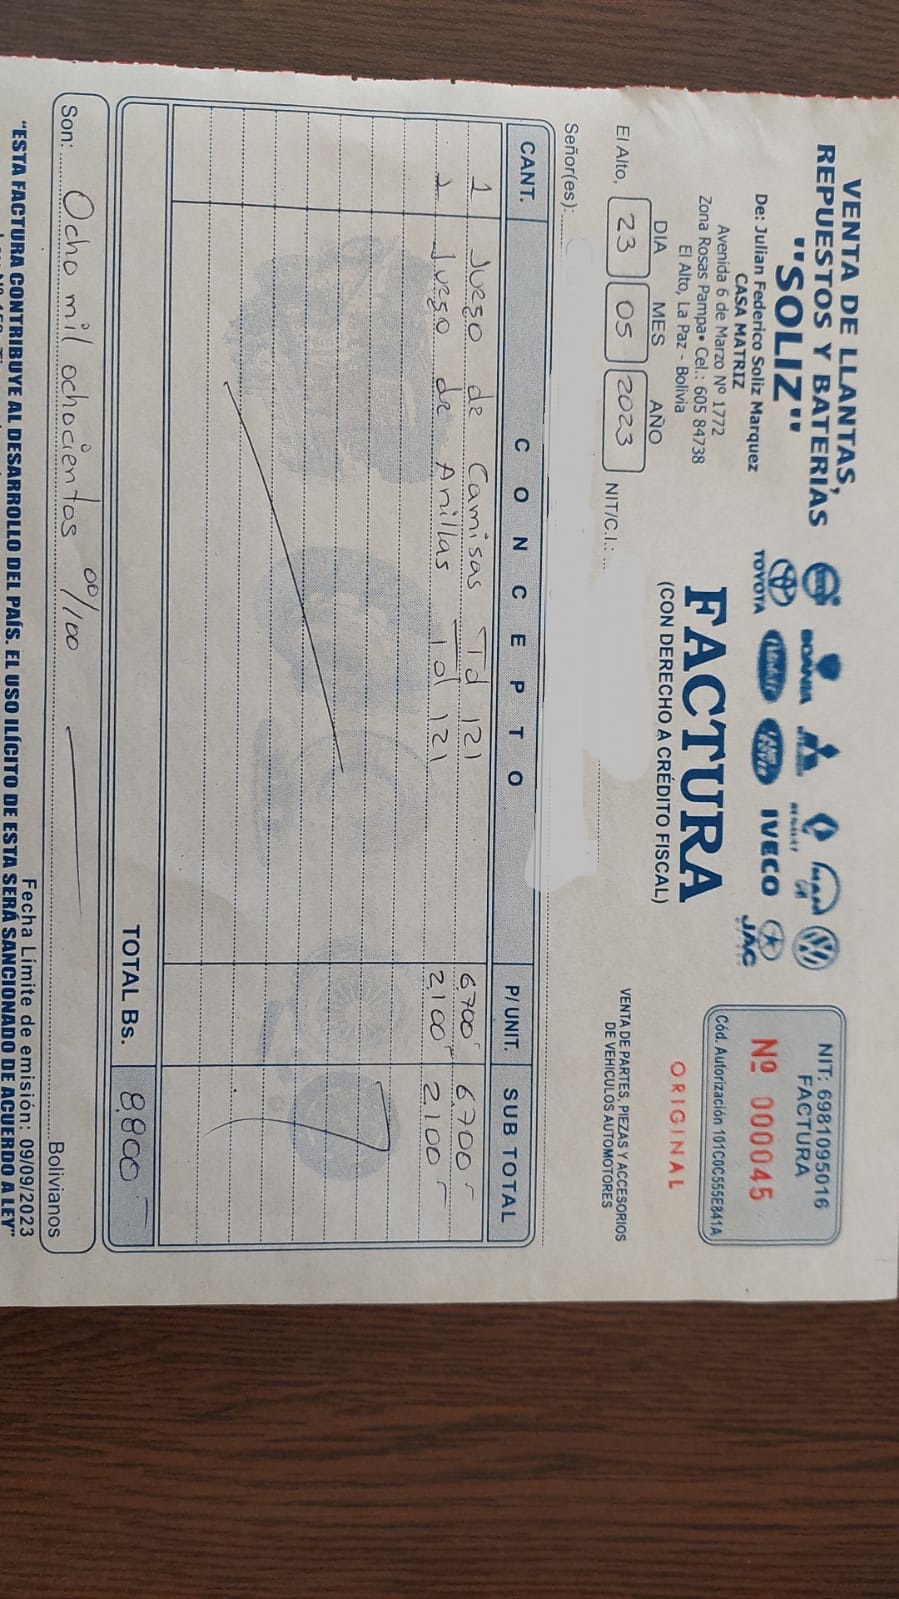 VENTA DE LLANTAS,
REPUESTOS Y BATERÍAS
"SOLIZ"
De: Julian Federico Soliz Marquez
CASA MATRIZ
Avenida 6 de Marzo Nº 1772
Zona Rosas Pampa • Cel.: 605 84738
El Alto, La Paz - Bolivia
SCANIA
TOYOTA
IVECO
JAC
NIT: 6981095016
FACTURA
Nº 000045
Cód. Autorización 101C0C555E841A
ORIGINAL
FACTURA
(CON DERECHO A CRÉDITO FISCAL)
VENTA DE PARTES, PIEZAS Y ACCESORIOS
DE VEHICULOS AUTOMOTORES
DIA MES AÑO
El Alto, 23 05 2023 NIT/C.I.:
Señor(es):
CANT. CONCEPTO P/UNIT. SUB TOTAL
1 Juego de Camisas Td 121 6700 6700
1 Juego de Anillas Td 121 2100 2100
TOTAL Bs. 8.800
Son: Ocho mil ochocientos 00/100 Bolivianos
Fecha Límite de emisión: 09/09/2023
"ESTA FACTURA CONTRIBUYE AL DESARROLLO DEL PAÍS. EL USO ILÍCITO DE ESTA SERÁ SANCIONADO DE ACUERDO A LEY"